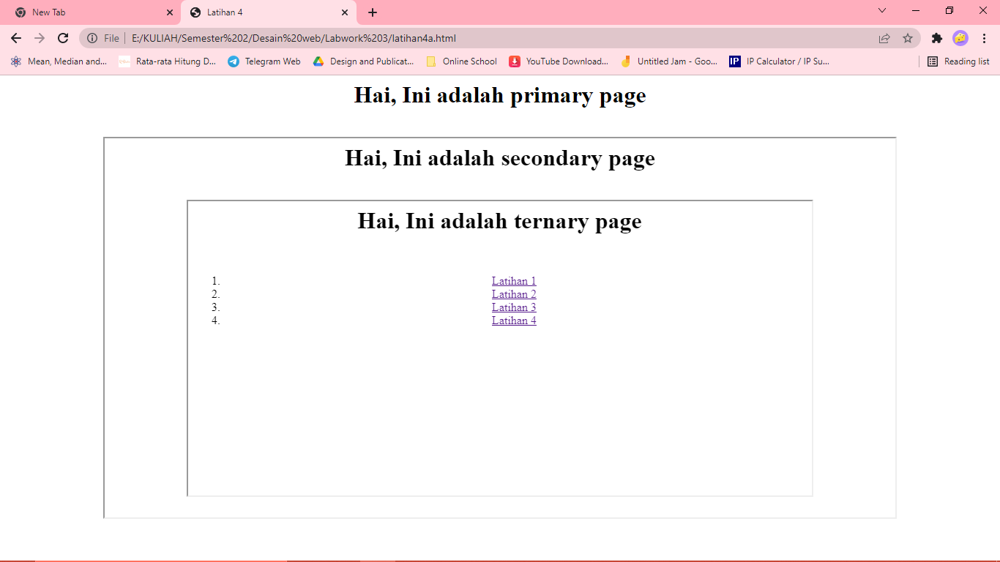 New Tab
Latihan 4
File | E:/KULIAH/Semester%202/Desain%20web/Labwork%203/latihan4a.html
Mean, Median and... Rata-rata Hitung D... Telegram Web Design and Publicat... Online School YouTube Download... Untitled Jam - Goo... IP IP Calculator / IP Su... Reading list
Hai, Ini adalah primary page
Hai, Ini adalah secondary page
Hai, Ini adalah ternary page
1. Latihan 1
2. Latihan 2
3. Latihan 3
4. Latihan 4